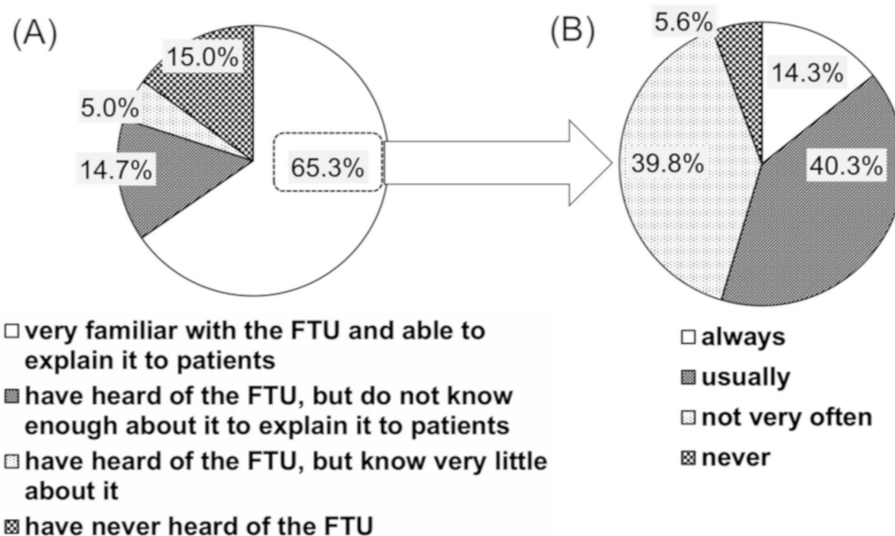 (A)
15.0%
5.0%
14.7%
65.3%
very familiar with the FTU and able to
explain it to patients
have heard of the FTU, but do not know
enough about it to explain it to patients
have heard of the FTU, but know very little
about it
have never heard of the FTU
(B)
5.6%
14.3%
39.8%
40.3%
always
usually
not very often
never